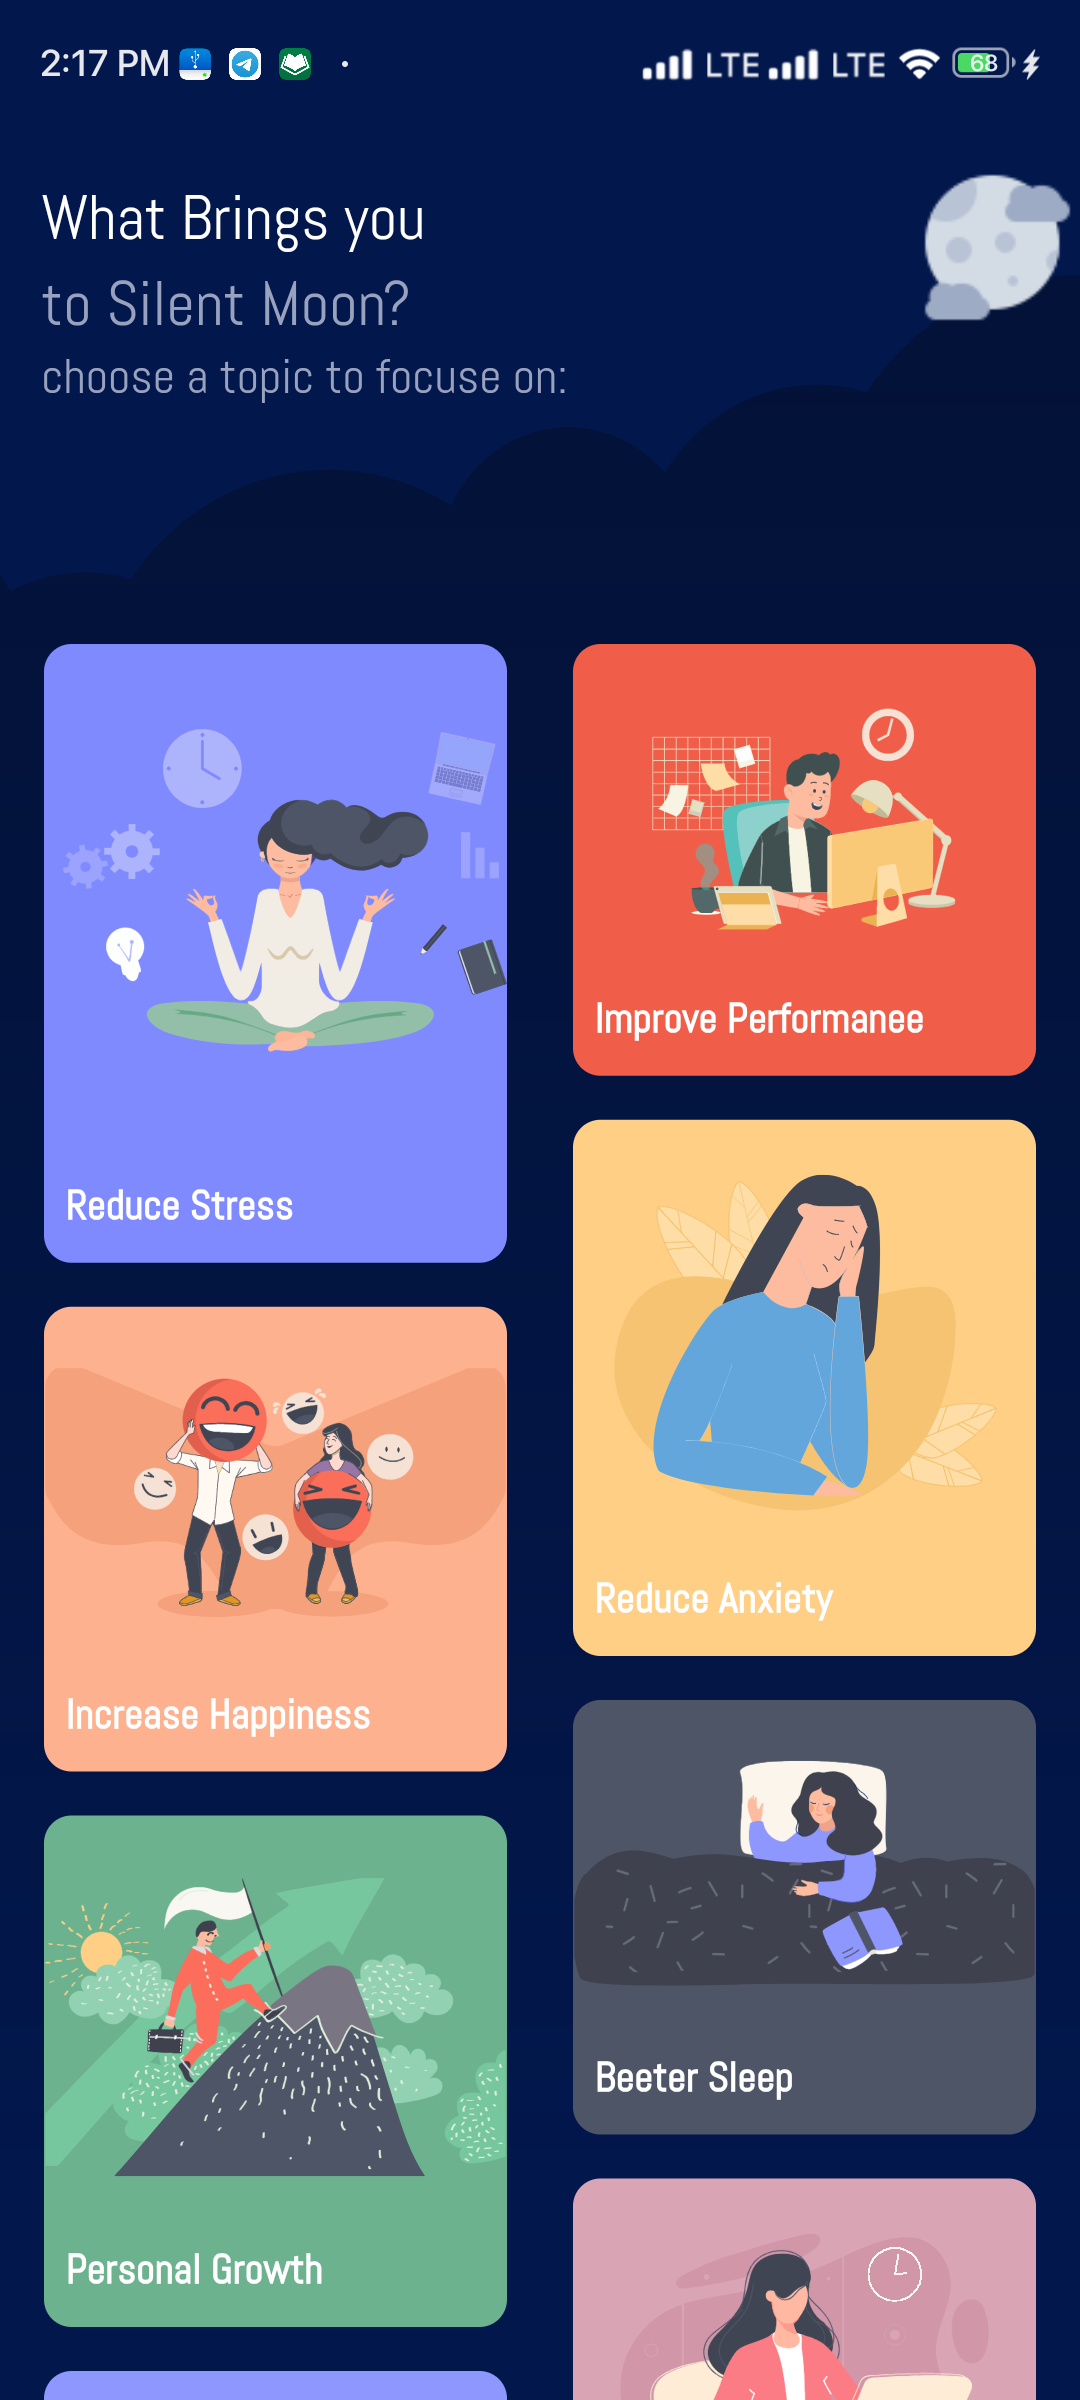 2:17 PM LTE LTE 68
What Brings you
to Silent Moon?
choose a topic to focuse on:
Reduce Stress
Improve Performanee
Increase Happiness
Reduce Anxiety
Personal Growth
Beeter Sleep